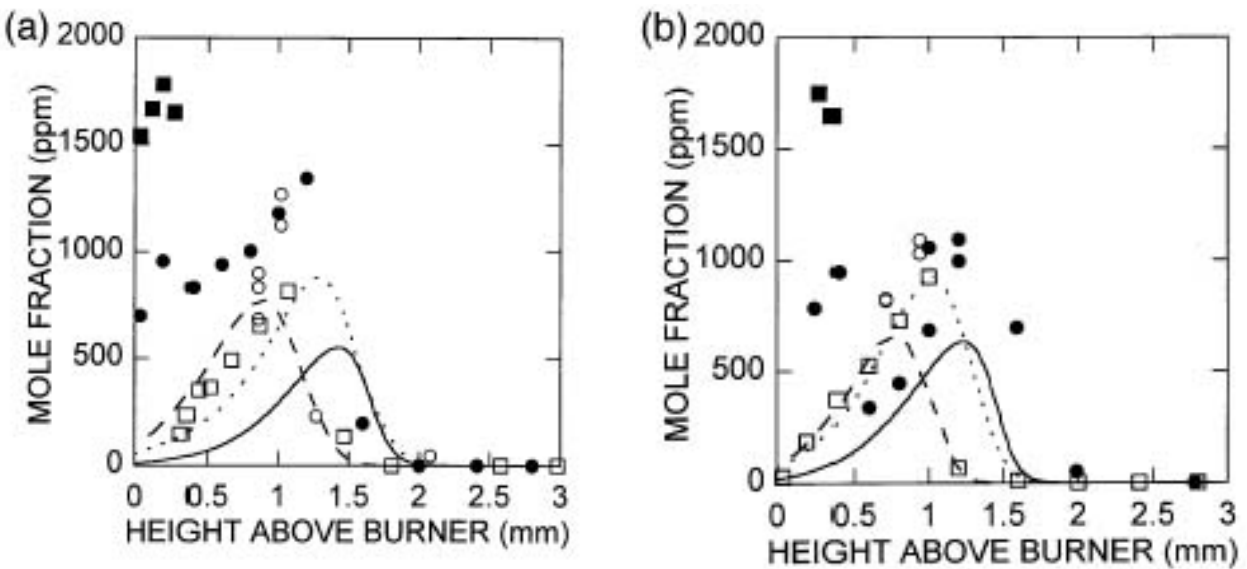 (a)
2000
1500
1000
500
0
MOLE FRACTION (ppm)
0 0.5 1 1.5 2 2.5 3
HEIGHT ABOVE BURNER (mm)
(b)
2000
1500
1000
500
0
MOLE FRACTION (ppm)
0 0.5 1 1.5 2 2.5 3
HEIGHT ABOVE BURNER (mm)